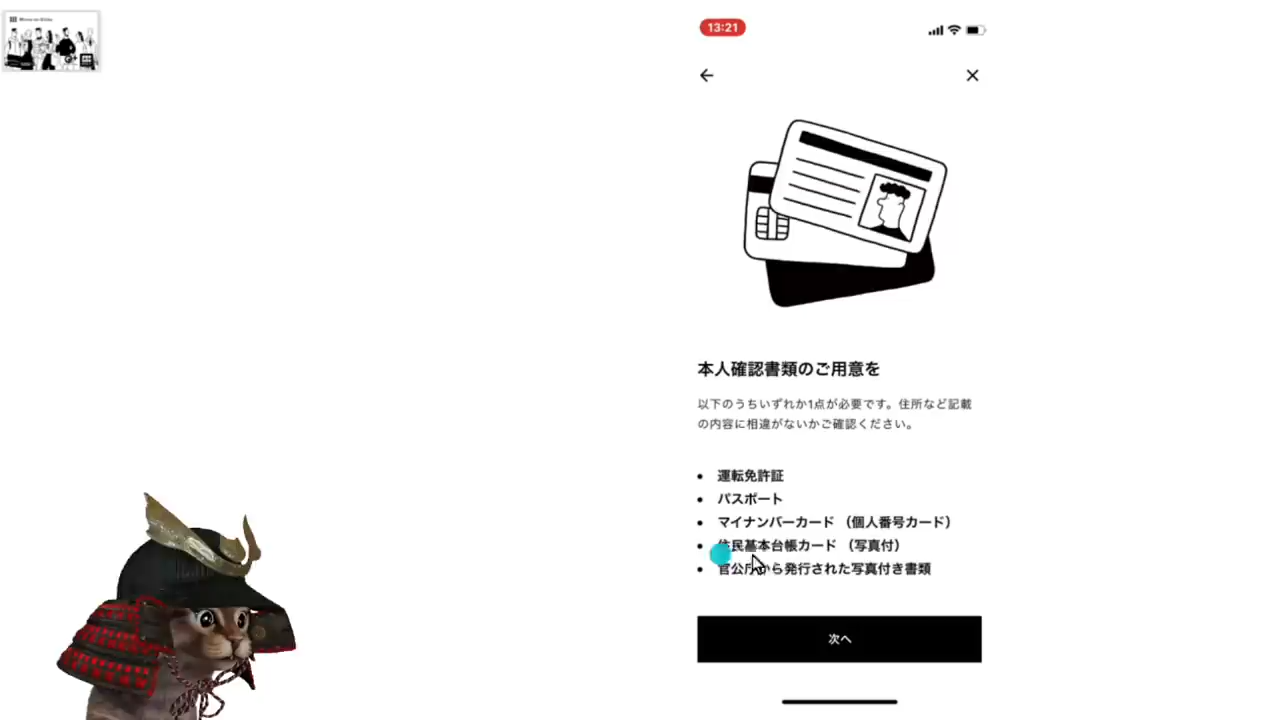 13:21
本人確認書類のご用意を
以下のうちいずれか1点が必要です。住所など記載
の内容に相違がないかご確認ください。
• 運転免許証
• パスポート
• マイナンバーカード （個人番号カード）
• 住民基本台帳カード （写真付）
• 官公庁から発行された写真付き書類
次へ